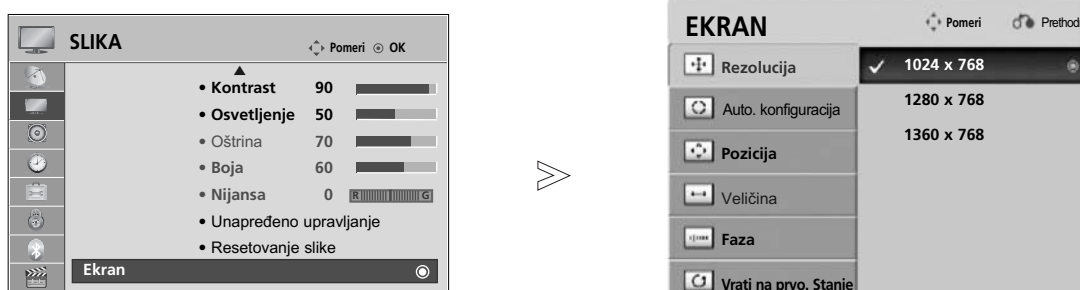 SLIKA
Pomeri OK
• Kontrast 90
• Osvetljenje 50
• Oštrina 70
• Boja 60
• Nijansa 0 R G
• Unapređeno upravljanje
• Resetovanje slike
Ekran
EKRAN
Pomeri Prethod
Rezolucija
Auto. konfiguracija
Pozicija
Veličina
Faza
Vrati na prvo. Stanje
1024 x 768
1280 x 768
1360 x 768